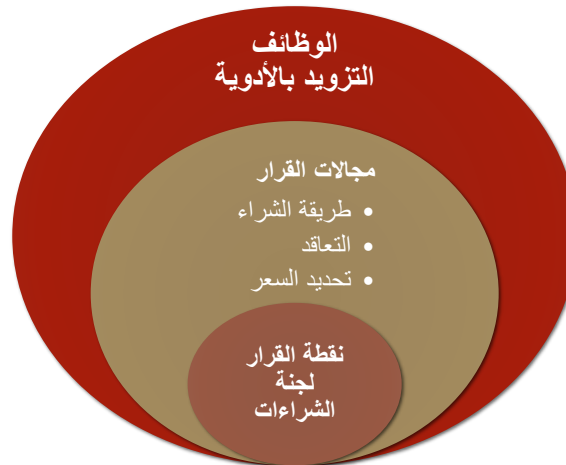 الوظائف
التزويد بالأدوية
مجالات القرار
• طريقة الشراء
• التعاقد
• تحديد السعر
نقطة القرار
لجنة
الشراءات